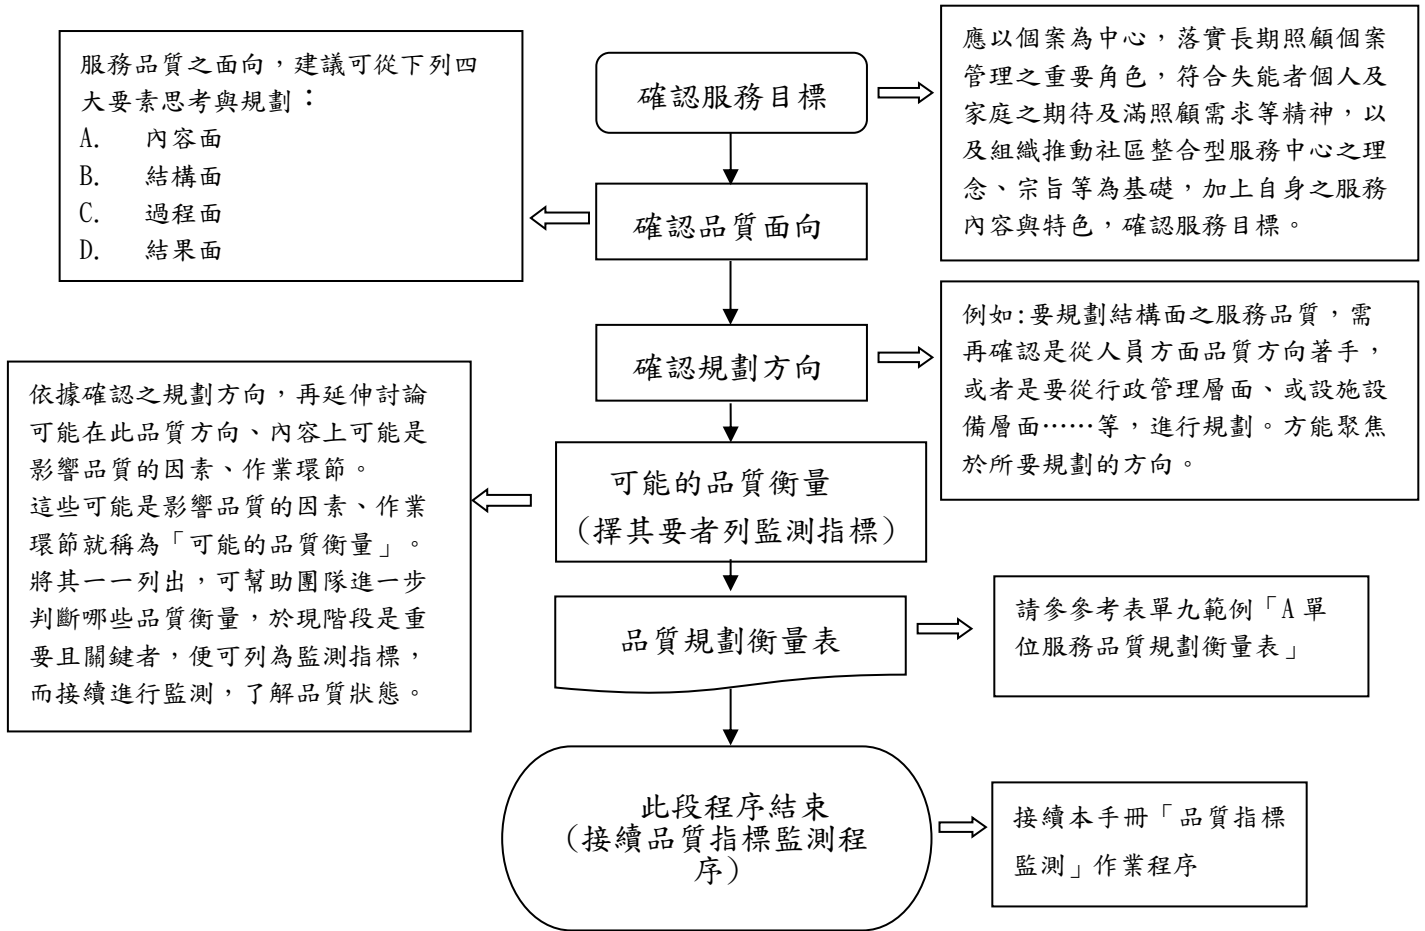 服務品質之面向，建議可從下列四
大要素思考與規劃：
A. 內容面
B. 結構面
C. 過程面
D. 結果面
確認服務目標
應以個案為中心，落實長期照顧個案
管理之重要角色，符合失能者個人及
家庭之期待及滿照顧需求等精神，以
及組織推動社區整合型服務中心之理
念、宗旨等為基礎，加上自身之服務
內容與特色，確認服務目標。
確認品質面向
確認規劃方向
例如:要規劃結構面之服務品質，需
再確認是從人員方面品質方向著手，
或者是要從行政管理層面、或設施設
備層面……等，進行規劃。方能聚焦
於所要規劃的方向。
依據確認之規劃方向，再延伸討論
可能在此品質方向、內容上可能是
影響品質的因素、作業環節。
這些可能是影響品質的因素、作業
環節就稱為「可能的品質衡量」。
將其一一列出，可幫助團隊進一步
判斷哪些品質衡量，於現階段是重
要且關鍵者，便可列為監測指標，
而接續進行監測，了解品質狀態。
可能的品質衡量
(擇其要者列監測指標)
品質規劃衡量表
請參參考表單九範例「A 單
位服務品質規劃衡量表」
此段程序結束
(接續品質指標監測程
序)
接續本手冊「品質指標
監測」作業程序